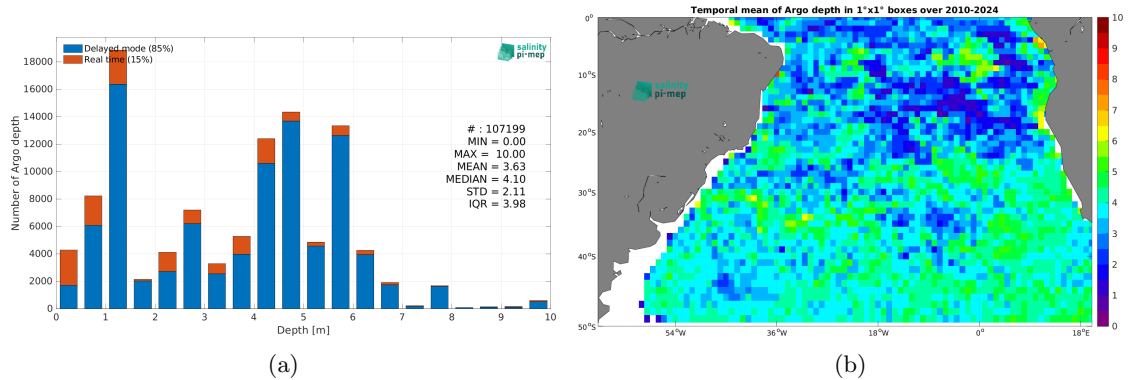 Delayed mode (85%)
Real time (15%)
salinity
pi-mep
18000
16000
14000
12000
10000
8000
6000
4000
2000
0
Number of Argo depth
# : 107199
MIN = 0.00
MAX = 10.00
MEAN = 3.63
MEDIAN = 4.10
STD = 2.11
IQR = 3.98
0 1 2 3 4 5 6 7 8 9 10
Depth [m]
(a)
Temporal mean of Argo depth in 1°x1° boxes over 2010-2024
0°
10°S
20°S
30°S
40°S
50°S
salinity
pi-mep
54°W 36°W 18°W 0° 18°E
10
9
8
7
6
5
4
3
2
1
0
(b)